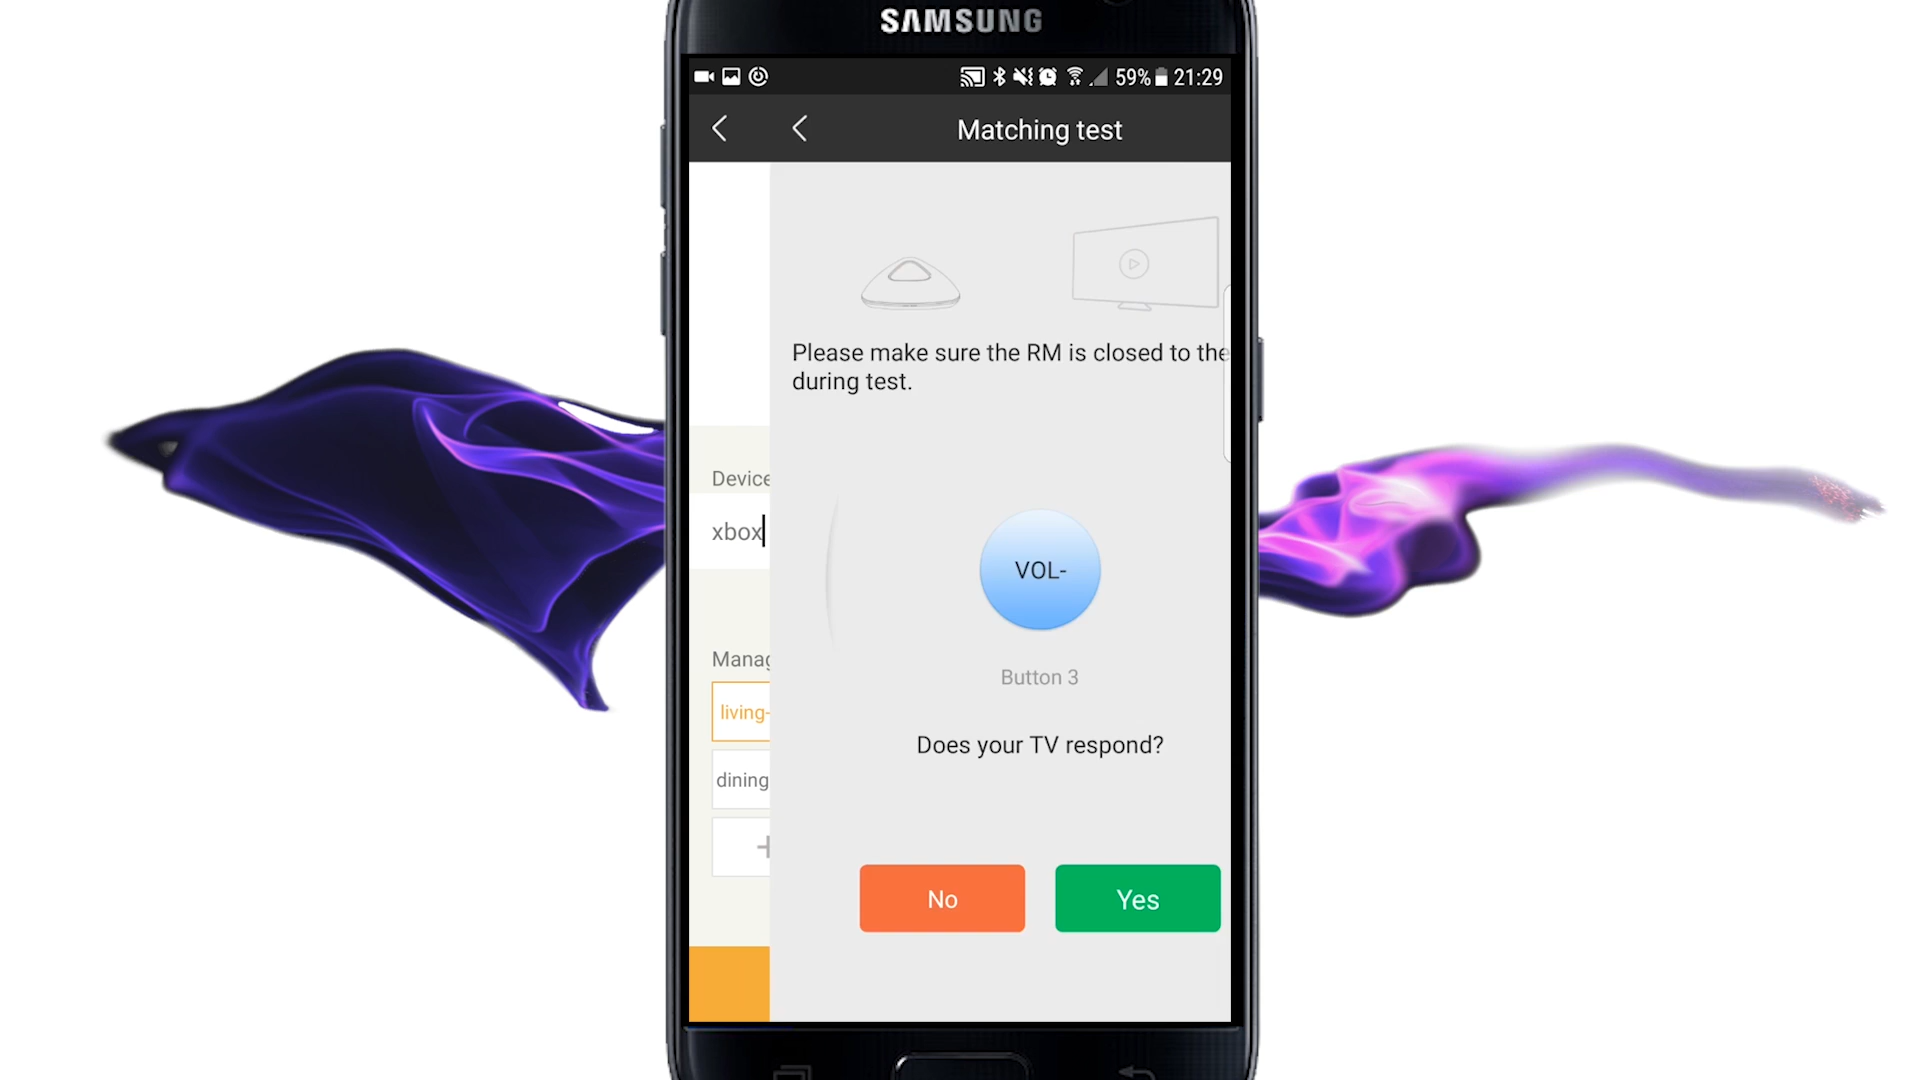 SAMSUNG
59% 21:29
Matching test
Please make sure the RM is closed to the
during test.
Device
xbox
VOL-
Button 3
Manag
living-
Does your TV respond?
dining
+
No
Yes